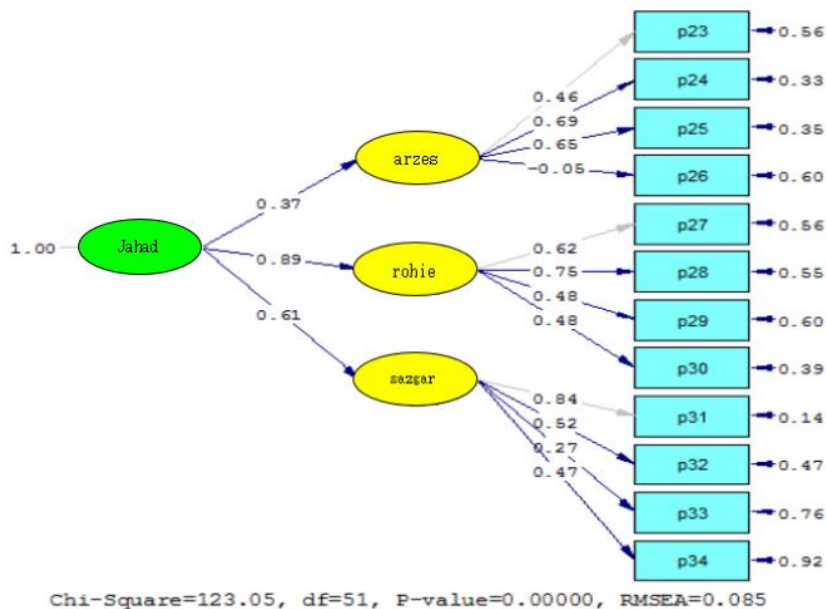 p23
0.56
0.46
p24
0.33
0.69
p25
0.35
0.65
arzes
-0.05
p26
0.60
0.37
p27
0.56
0.62
1.00
Jahad
0.89
rohie
0.75
p28
0.55
0.48
p29
0.60
0.61
0.48
p30
0.39
sazgar
0.84
p31
0.14
0.52
0.27
p32
0.47
0.47
p33
0.76
p34
0.92
Chi-Square=123.05, df=51, P-value=0.00000, RMSEA=0.085